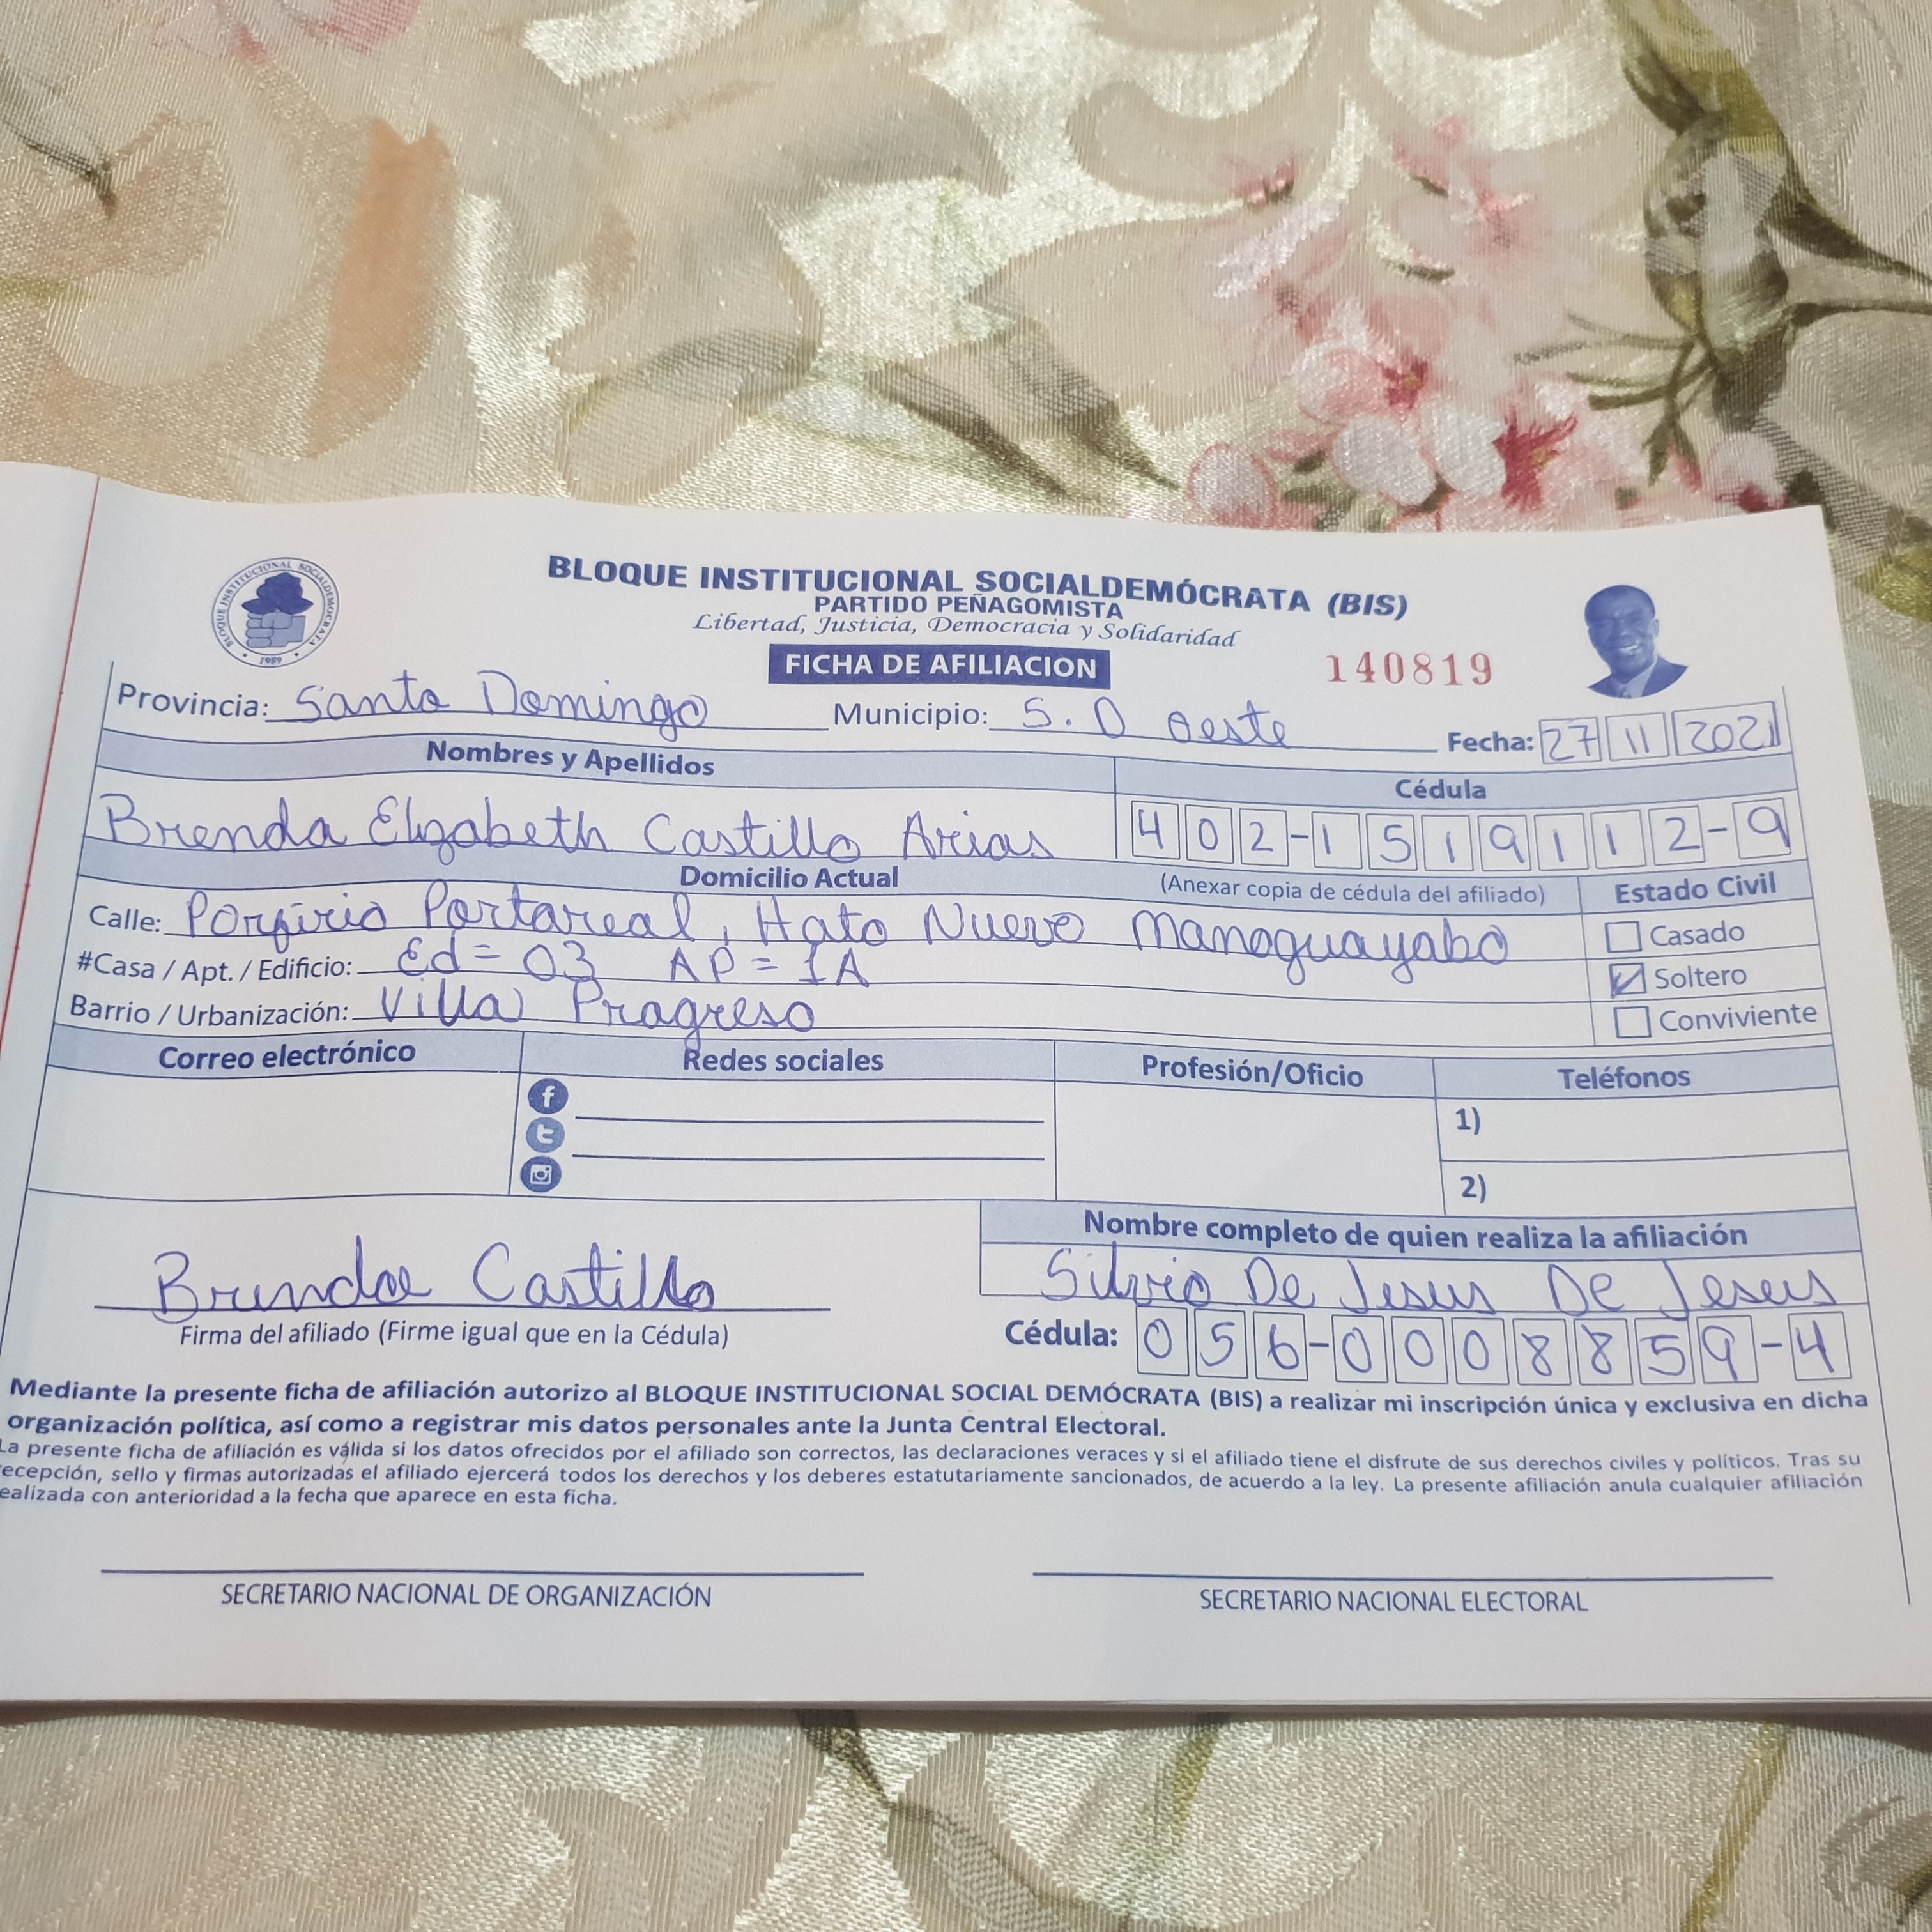 BLOQUE INSTITUCIONAL SOCIALDEMÓCRATA (BIS)
BLOQUE INSTITUCIONAL SOCIALDEMOCRATA
1989
PARTIDO PEÑAGOMISTA
Libertad, Justicia, Democracia y Solidaridad
FICHA DE AFILIACION
140819
Provincia: Santo Domingo Municipio: S. D oeste Fecha: 27 11 2021
Nombres y Apellidos Cédula
Brenda Elizabeth Castillo Arias 402-1519112-9
Domicilio Actual (Anexar copia de cédula del afiliado) Estado Civil
Calle: Porfirio Portareal, Hato Nuevo Manoguayabo Casado
#Casa / Apt. / Edificio: Ed = 03 AP = 1A Soltero
Barrio / Urbanización: Villa Progreso Conviviente
Correo electrónico Redes sociales Profesión/Oficio Teléfonos
1)
2)
Nombre completo de quien realiza la afiliación
Brenda Castillo Silvio De Jesus De Jesus
Firma del afiliado (Firme igual que en la Cédula) Cédula: 056-0008859-4
Mediante la presente ficha de afiliación autorizo al BLOQUE INSTITUCIONAL SOCIAL DEMÓCRATA (BIS) a realizar mi inscripción única y exclusiva en dicha
organización política, así como a registrar mis datos personales ante la Junta Central Electoral.
La presente ficha de afiliación es válida si los datos ofrecidos por el afiliado son correctos, las declaraciones veraces y si el afiliado tiene el disfrute de sus derechos civiles y políticos. Tras su
recepción, sello y firmas autorizadas el afiliado ejercerá todos los derechos y los deberes estatutariamente sancionados, de acuerdo a la ley. La presente afiliación anula cualquier afiliación
realizada con anterioridad a la fecha que aparece en esta ficha.
SECRETARIO NACIONAL DE ORGANIZACIÓN SECRETARIO NACIONAL ELECTORAL